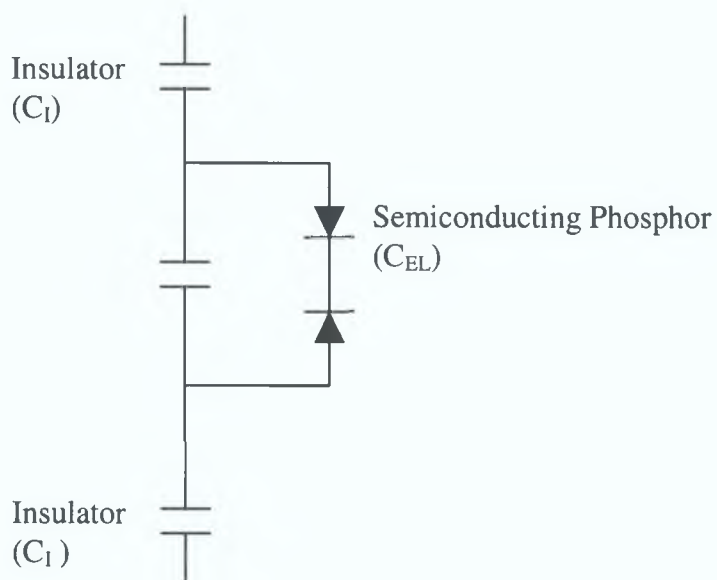 Insulator
(C_I)
Semiconducting Phosphor
(C_EL)
Insulator
(C_I )